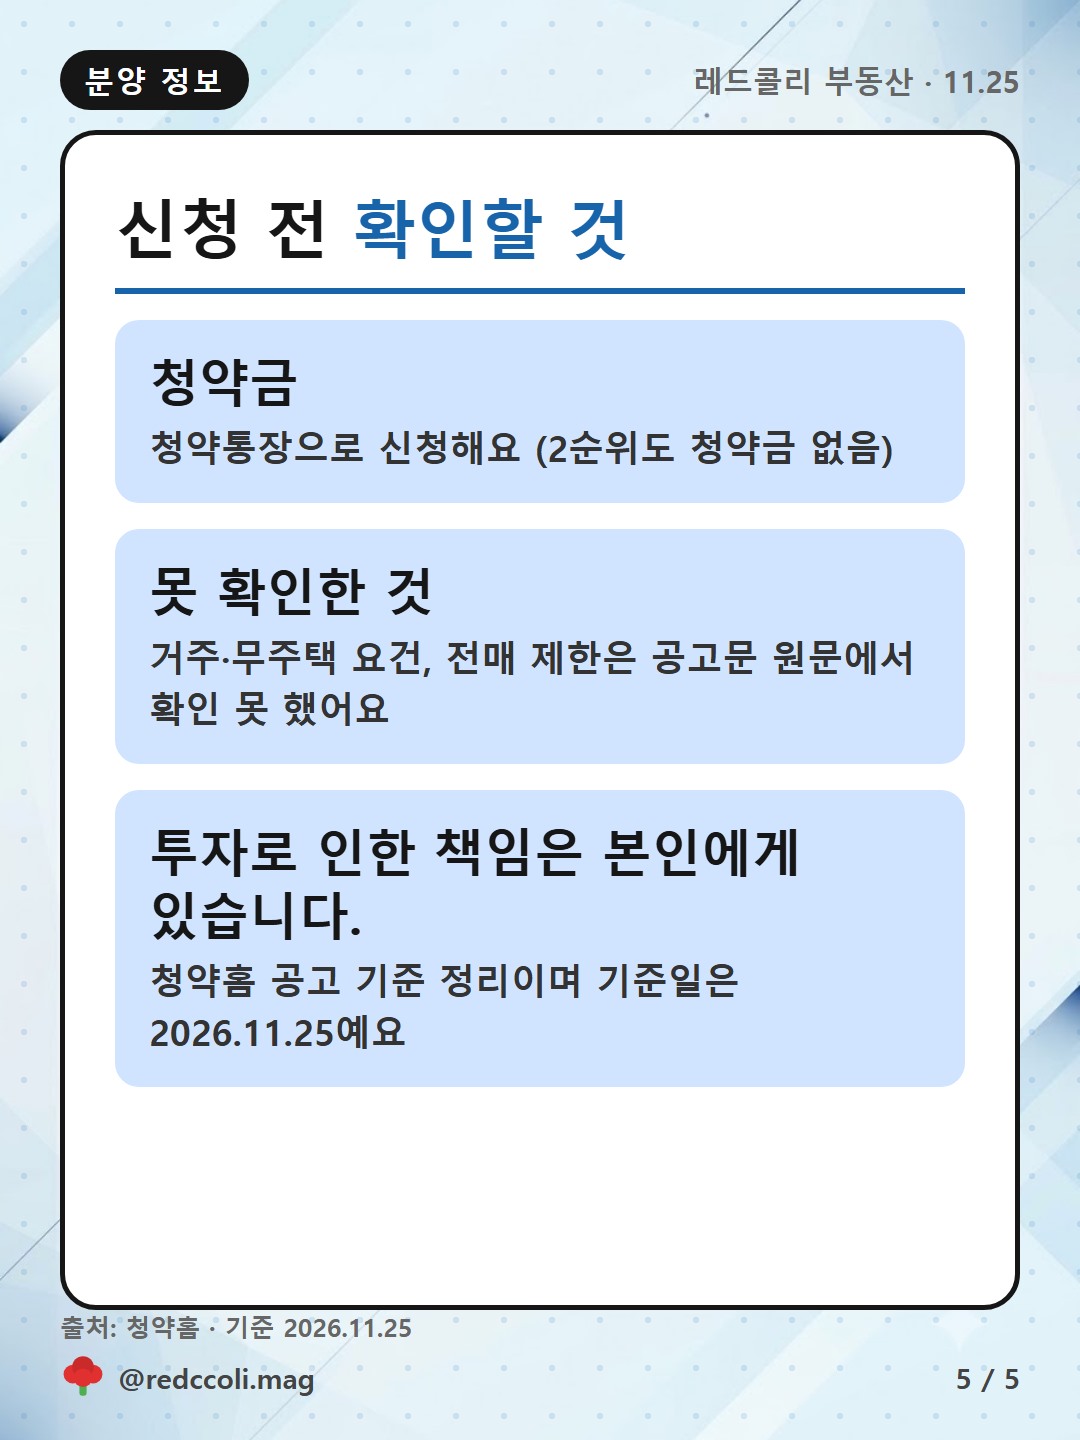 분양 정보
레드콜리 부동산 · 11.25
신청 전 확인할 것
청약금
청약통장으로 신청해요 (2순위도 청약금 없음)
못 확인한 것
거주·무주택 요건, 전매 제한은 공고문 원문에서
확인 못 했어요
투자로 인한 책임은 본인에게
있습니다.
청약홈 공고 기준 정리이며 기준일은
2026.11.25예요
출처: 청약홈 · 기준 2026.11.25
@redccoli.mag
5 / 5